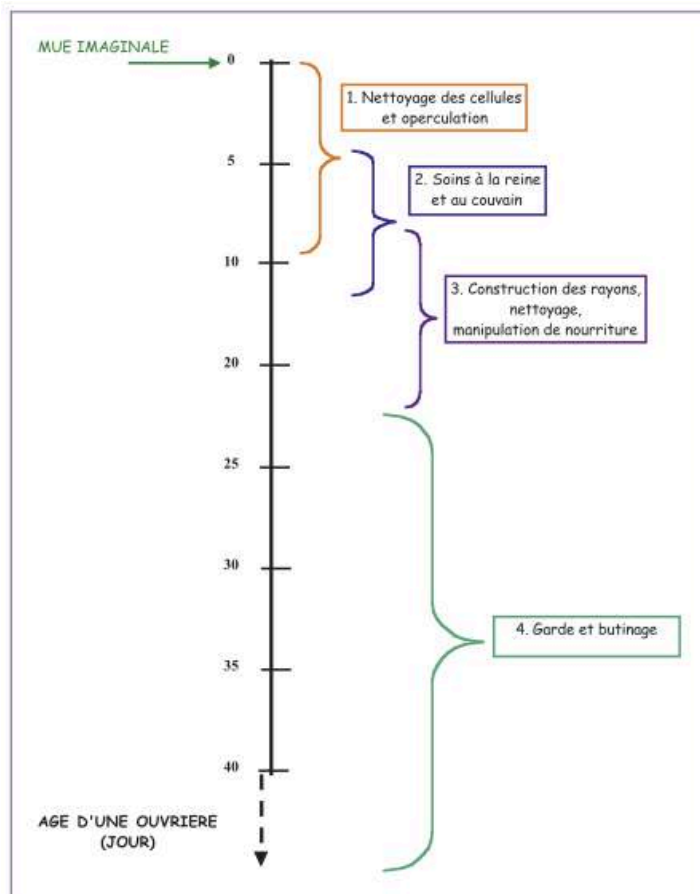 MUE IMAGINALE
0
1. Nettoyage des cellules
et operculation
5
2. Soins à la reine
et au couvain
10
3. Construction des rayons,
nettoyage,
manipulation de nourriture
20
25
30
4. Garde et butinage
35
40
AGE D'UNE OUVRIERE
(JOUR)